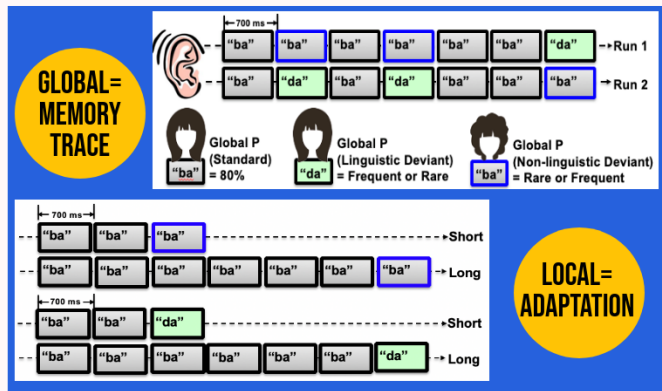 GLOBAL=
MEMORY
TRACE
700 ms
“ba” “ba” “ba” “ba” “ba” “ba” “da” Run 1
“ba” “da” “ba” “da” “ba” “ba” “ba” Run 2
“ba”
Global P
(Standard)
= 80%
“da”
Global P
(Linguistic Deviant)
= Frequent or Rare
“ba”
Global P
(Non-linguistic Deviant)
= Rare or Frequent
700 ms
“ba” “ba” “ba” Short
“ba” “ba” “ba” “ba” “ba” “ba” “ba” Long
700 ms
“ba” “ba” “da” Short
“ba” “ba” “ba” “ba” “ba” “ba” “da” Long
LOCAL=
ADAPTATION